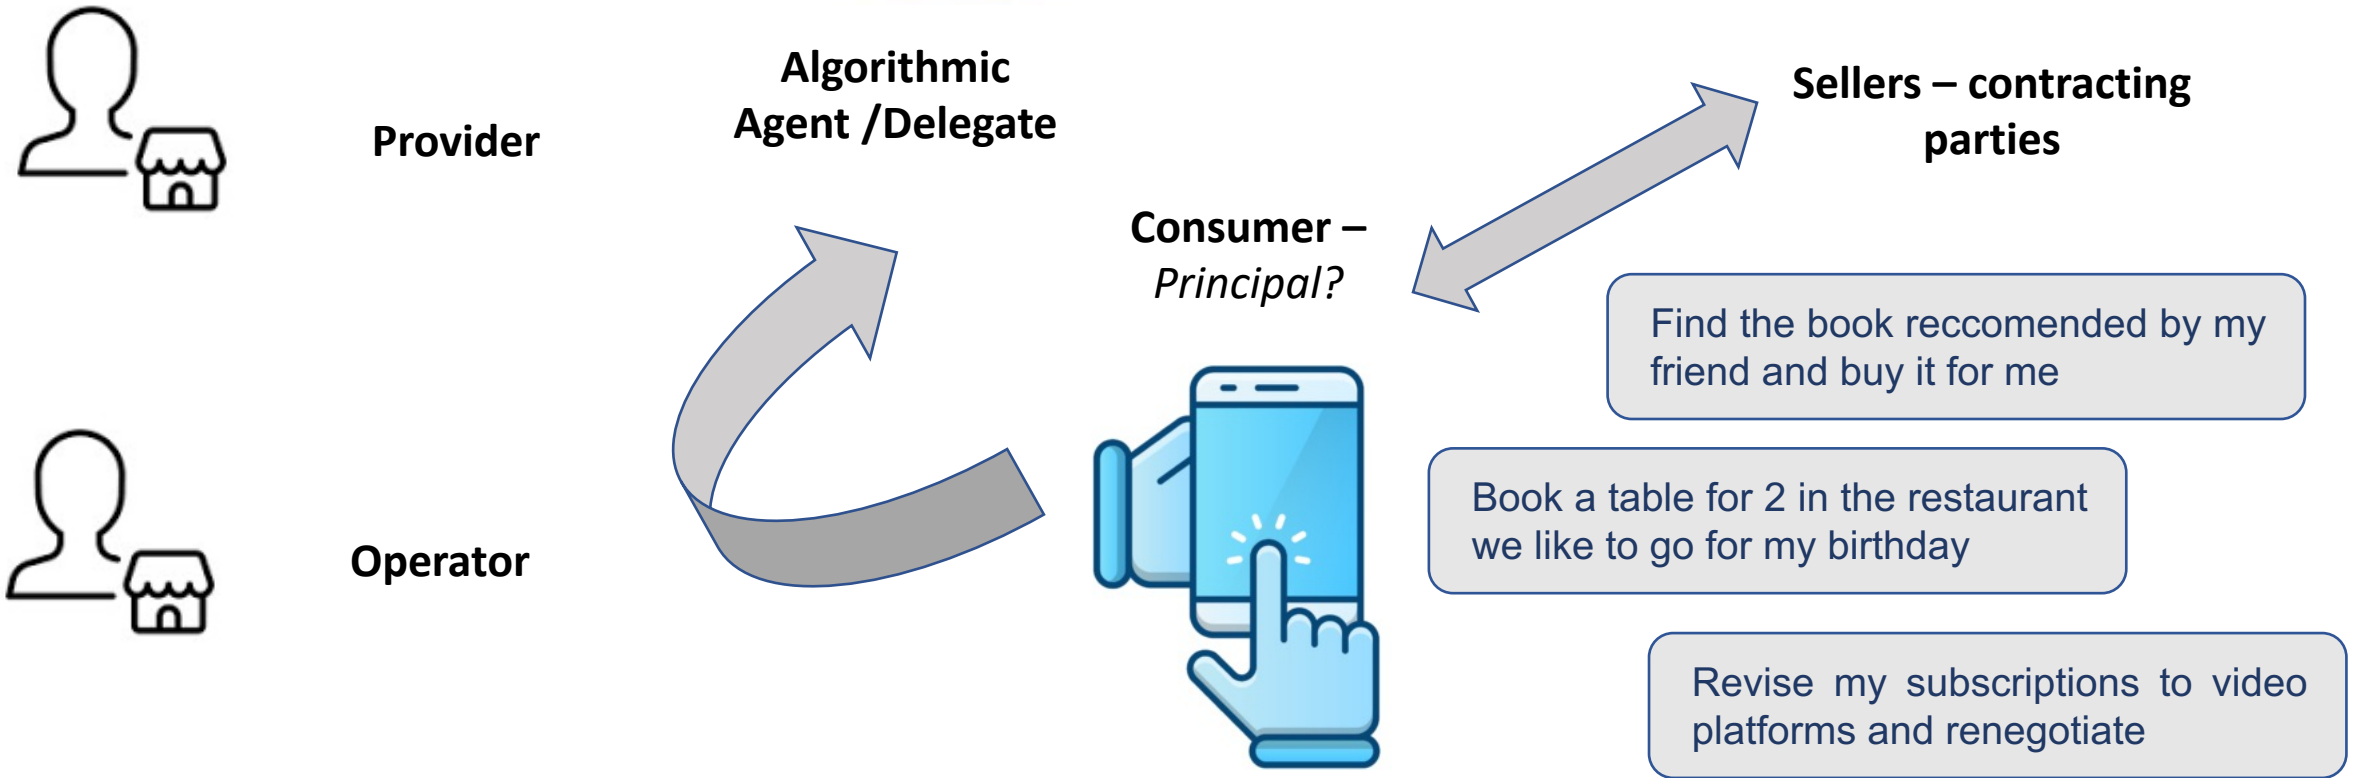 Provider
Algorithmic
Agent /Delegate
Sellers – contracting
parties
Consumer –
Principal?
Find the book reccomended by my
friend and buy it for me
Operator
Book a table for 2 in the restaurant
we like to go for my birthday
Revise my subscriptions to video
platforms and renegotiate